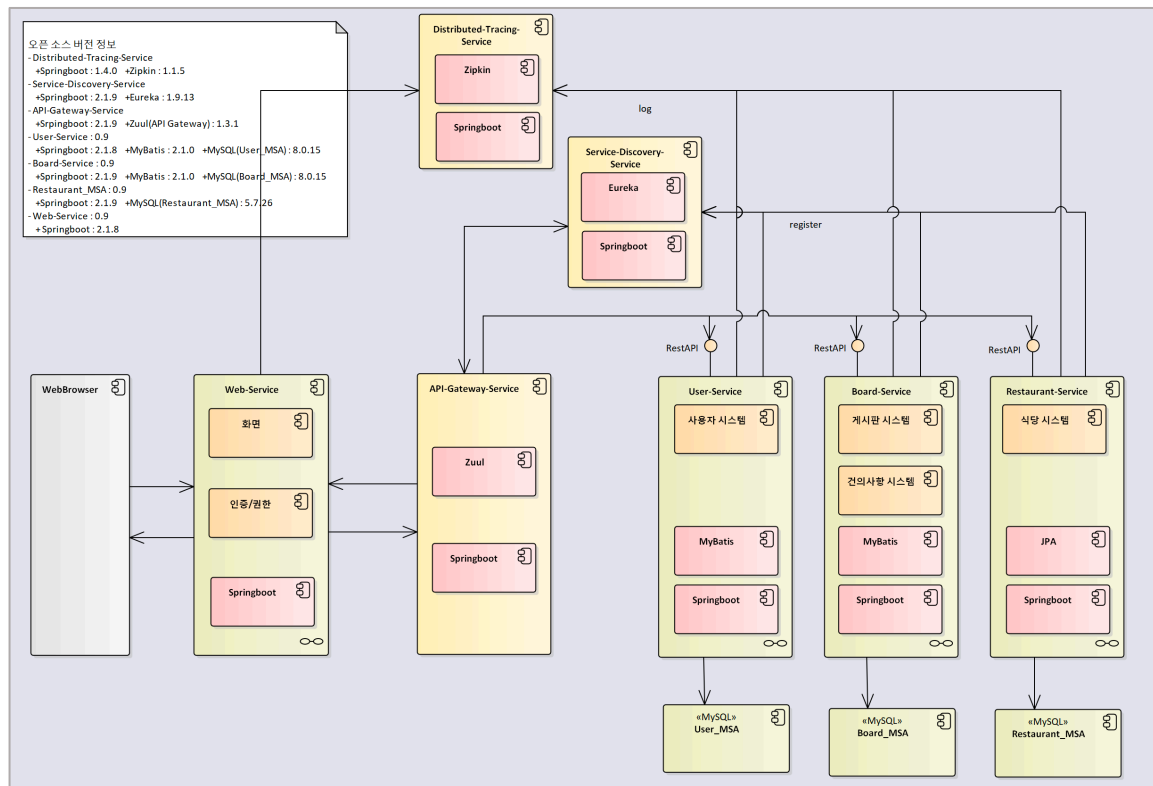 오픈 소스 버전 정보
- Distributed-Tracing-Service
+Springboot : 1.4.0 +Zipkin : 1.1.5
- Service-Discovery-Service
+Springboot : 2.1.9 +Eureka : 1.9.13
- API-Gateway-Service
+Srpingboot : 2.1.9 +Zuul(API Gateway) : 1.3.1
- User-Service : 0.9
+Springboot : 2.1.8 +MyBatis : 2.1.0 +MySQL(User_MSA) : 8.0.15
- Board-Service : 0.9
+Springboot : 2.1.9 +MyBatis : 2.1.0 +MySQL(Board_MSA) : 8.0.15
- Restaurant_MSA : 0.9
+Springboot : 2.1.9 +MySQL(Restaurant_MSA) : 5.7.26
- Web-Service : 0.9
+ Springboot : 2.1.8
Distributed-Tracing-
Service
Zipkin
Springboot
log
Service-Discovery-
Service
Eureka
Springboot
register
RestAPI
RestAPI
RestAPI
WebBrowser
Web-Service
화면
인증/권한
Springboot
API-Gateway-Service
Zuul
Springboot
User-Service
사용자 시스템
MyBatis
Springboot
Board-Service
게시판 시스템
건의사항 시스템
MyBatis
Springboot
Restaurant-Service
식당 시스템
JPA
Springboot
«MySQL»
User_MSA
«MySQL»
Board_MSA
«MySQL»
Restaurant_MSA